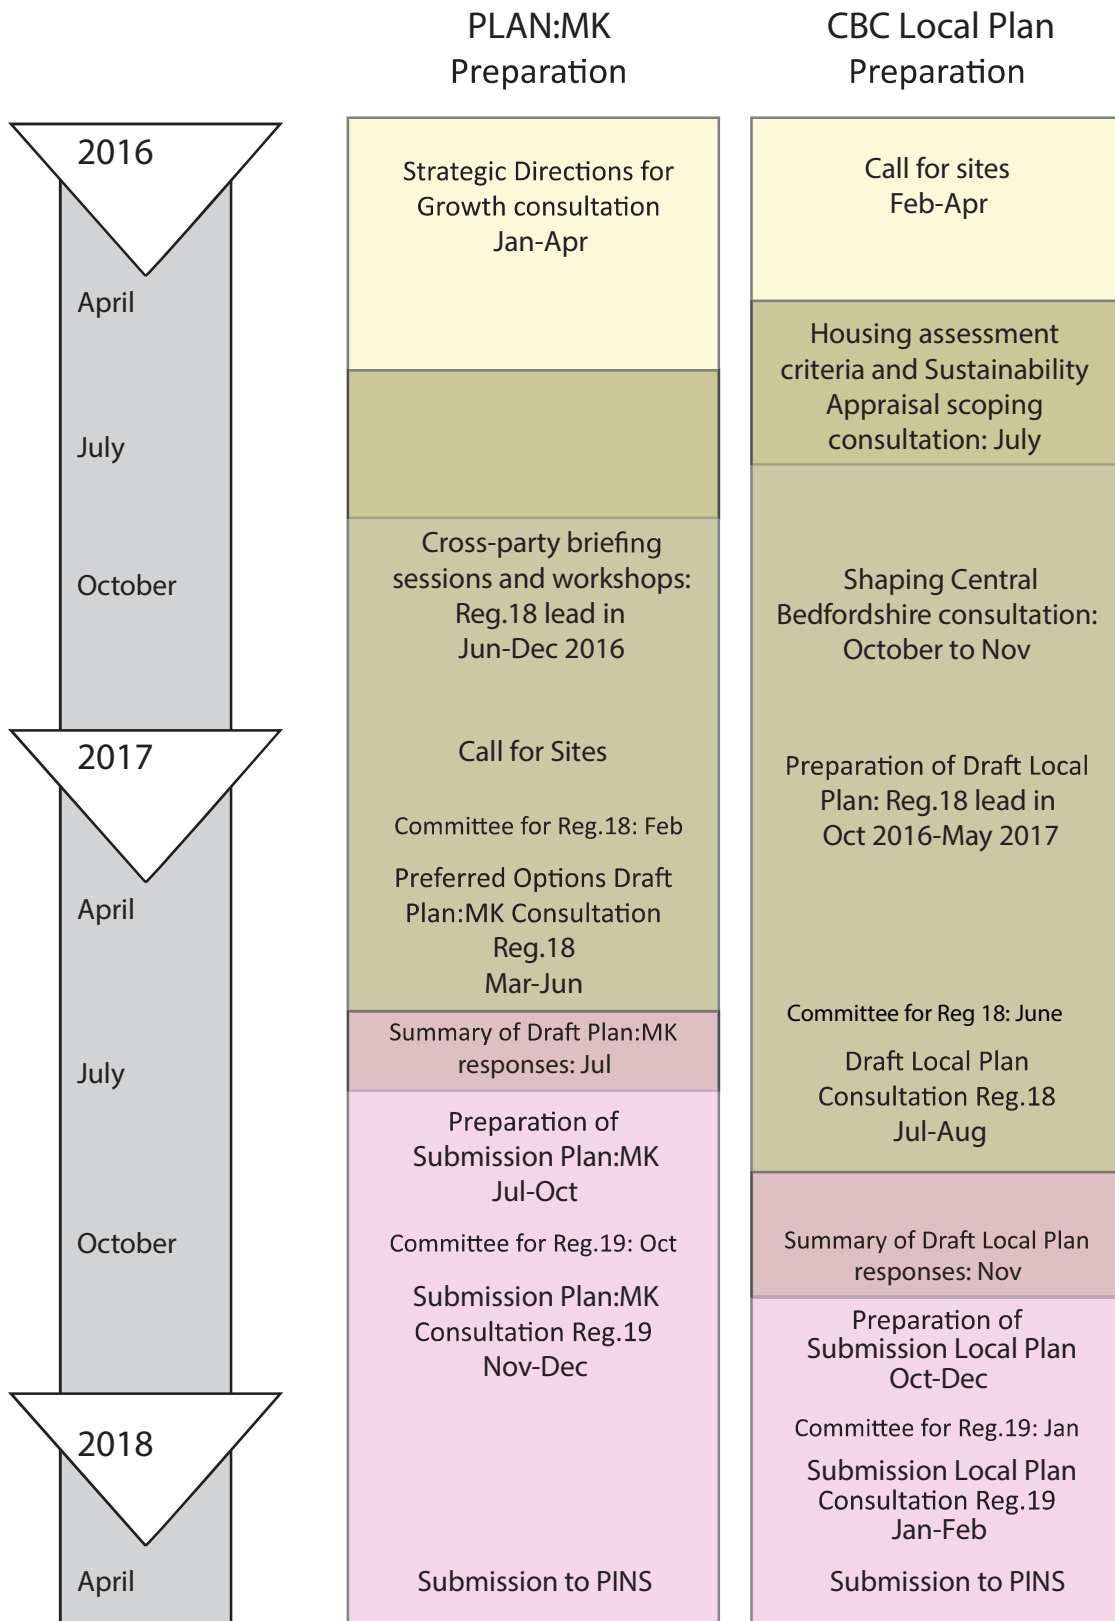 PLAN:MK
Preparation
CBC Local Plan
Preparation
2016
April
July
October
2017
April
July
October
2018
April
Strategic Directions for
Growth consultation
Jan-Apr
Cross-party briefing
sessions and workshops:
Reg.18 lead in
Jun-Dec 2016
Call for Sites
Committee for Reg.18: Feb
Preferred Options Draft
Plan:MK Consultation
Reg.18
Mar-Jun
Summary of Draft Plan:MK
responses: Jul
Preparation of
Submission Plan:MK
Jul-Oct
Committee for Reg.19: Oct
Submission Plan:MK
Consultation Reg.19
Nov-Dec
Submission to PINS
Call for sites
Feb-Apr
Housing assessment
criteria and Sustainability
Appraisal scoping
consultation: July
Shaping Central
Bedfordshire consultation:
October to Nov
Preparation of Draft Local
Plan: Reg.18 lead in
Oct 2016-May 2017
Committee for Reg 18: June
Draft Local Plan
Consultation Reg.18
Jul-Aug
Summary of Draft Local Plan
responses: Nov
Preparation of
Submission Local Plan
Oct-Dec
Committee for Reg.19: Jan
Submission Local Plan
Consultation Reg.19
Jan-Feb
Submission to PINS